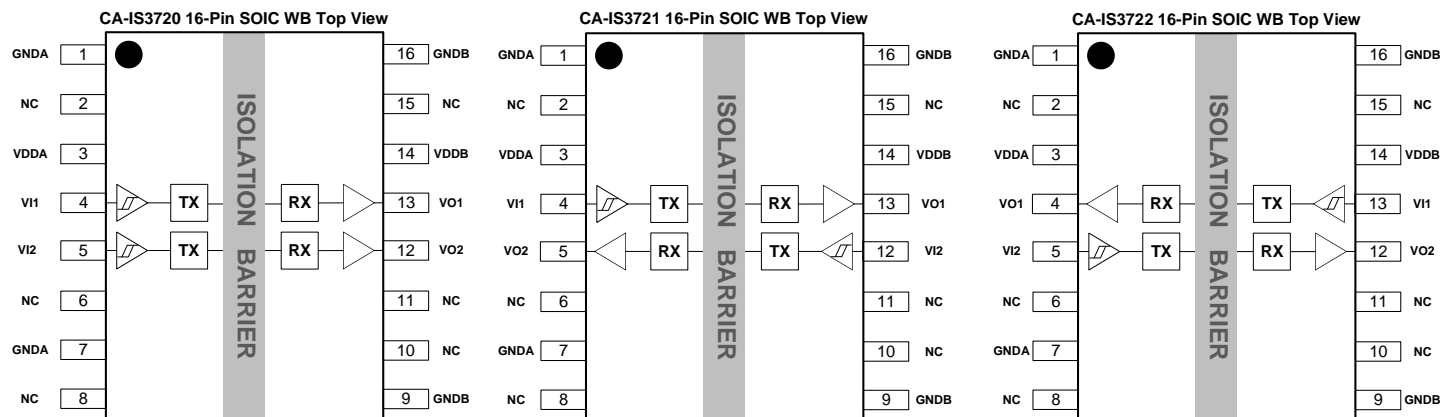 CA-IS3720 16-Pin SOIC WB Top View
GNDA 1 16 GNDB
NC 2 15 NC
VDDA 3 14 VDDB
VI1 4 TX RX 13 VO1
VI2 5 TX RX 12 VO2
NC 6 11 NC
GNDA 7 10 NC
NC 8 9 GNDB
ISOLATION BARRIER
CA-IS3721 16-Pin SOIC WB Top View
GNDA 1 16 GNDB
NC 2 15 NC
VDDA 3 14 VDDB
VI1 4 TX RX 13 VO1
VO2 5 RX TX 12 VI2
NC 6 11 NC
GNDA 7 10 NC
NC 8 9 GNDB
ISOLATION BARRIER
CA-IS3722 16-Pin SOIC WB Top View
GNDA 1 16 GNDB
NC 2 15 NC
VDDA 3 14 VDDB
VO1 4 RX TX 13 VI1
VI2 5 TX RX 12 VO2
NC 6 11 NC
GNDA 7 10 NC
NC 8 9 GNDB
ISOLATION BARRIER